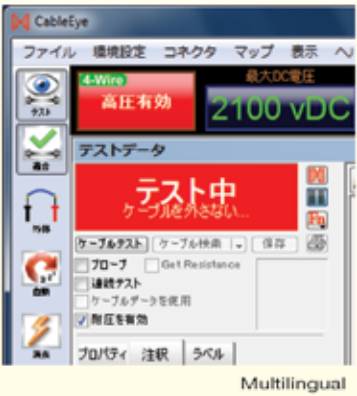 CableEye
ファイル 環境設定 コネクタ マップ 表示 ヘ
4-Wire
高圧有効
最大DC電圧
2100 vDC
テスト
適合
自動
テストデータ
テスト中
ケーブルを外さない...
ケーブルテスト ケーブル検索 保存
プローブ Get Resistance
連続テスト
ケーブルデータを使用
耐圧を有効
プロパティ 注釈 ラベル
Multilingual